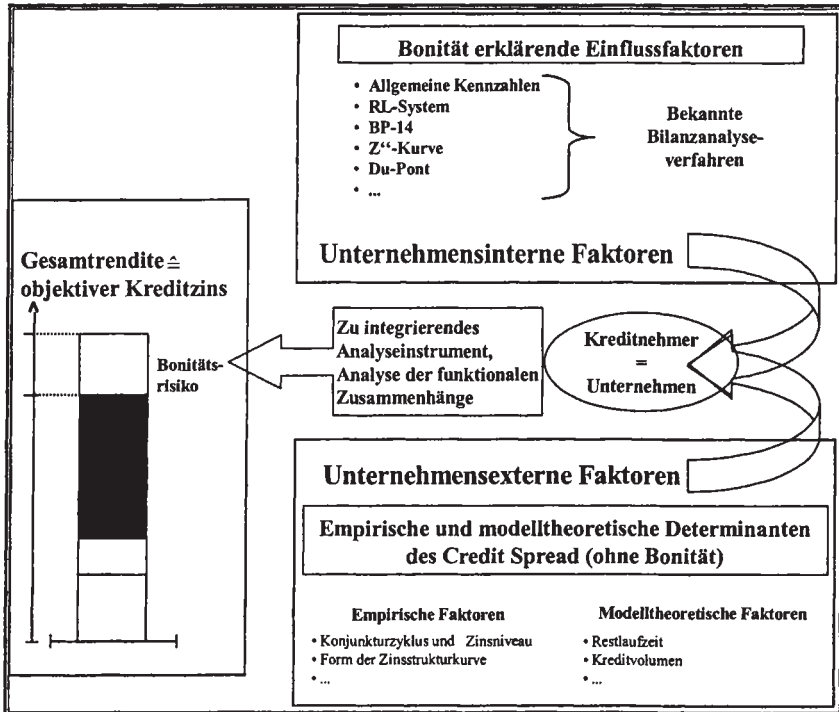 Bonität erklärende Einflussfaktoren
• Allgemeine Kennzahlen
• RL-System
• BP-14
• Z“-Kurve
• Du-Pont
• ...
Bekannte
Bilanzanalyse-
verfahren
Unternehmensinterne Faktoren
Gesamtrendite ≙
objektiver Kreditzins
Bonitäts-
risiko
Zu integrierendes
Analyseinstrument,
Analyse der funktionalen
Zusammenhänge
Kreditnehmer
=
Unternehmen
Unternehmensexterne Faktoren
Empirische und modelltheoretische Determinanten
des Credit Spread (ohne Bonität)
Empirische Faktoren
• Konjunkturzyklus und Zinsniveau
• Form der Zinsstrukturkurve
• ...
Modelltheoretische Faktoren
• Restlaufzeit
• Kreditvolumen
• ...